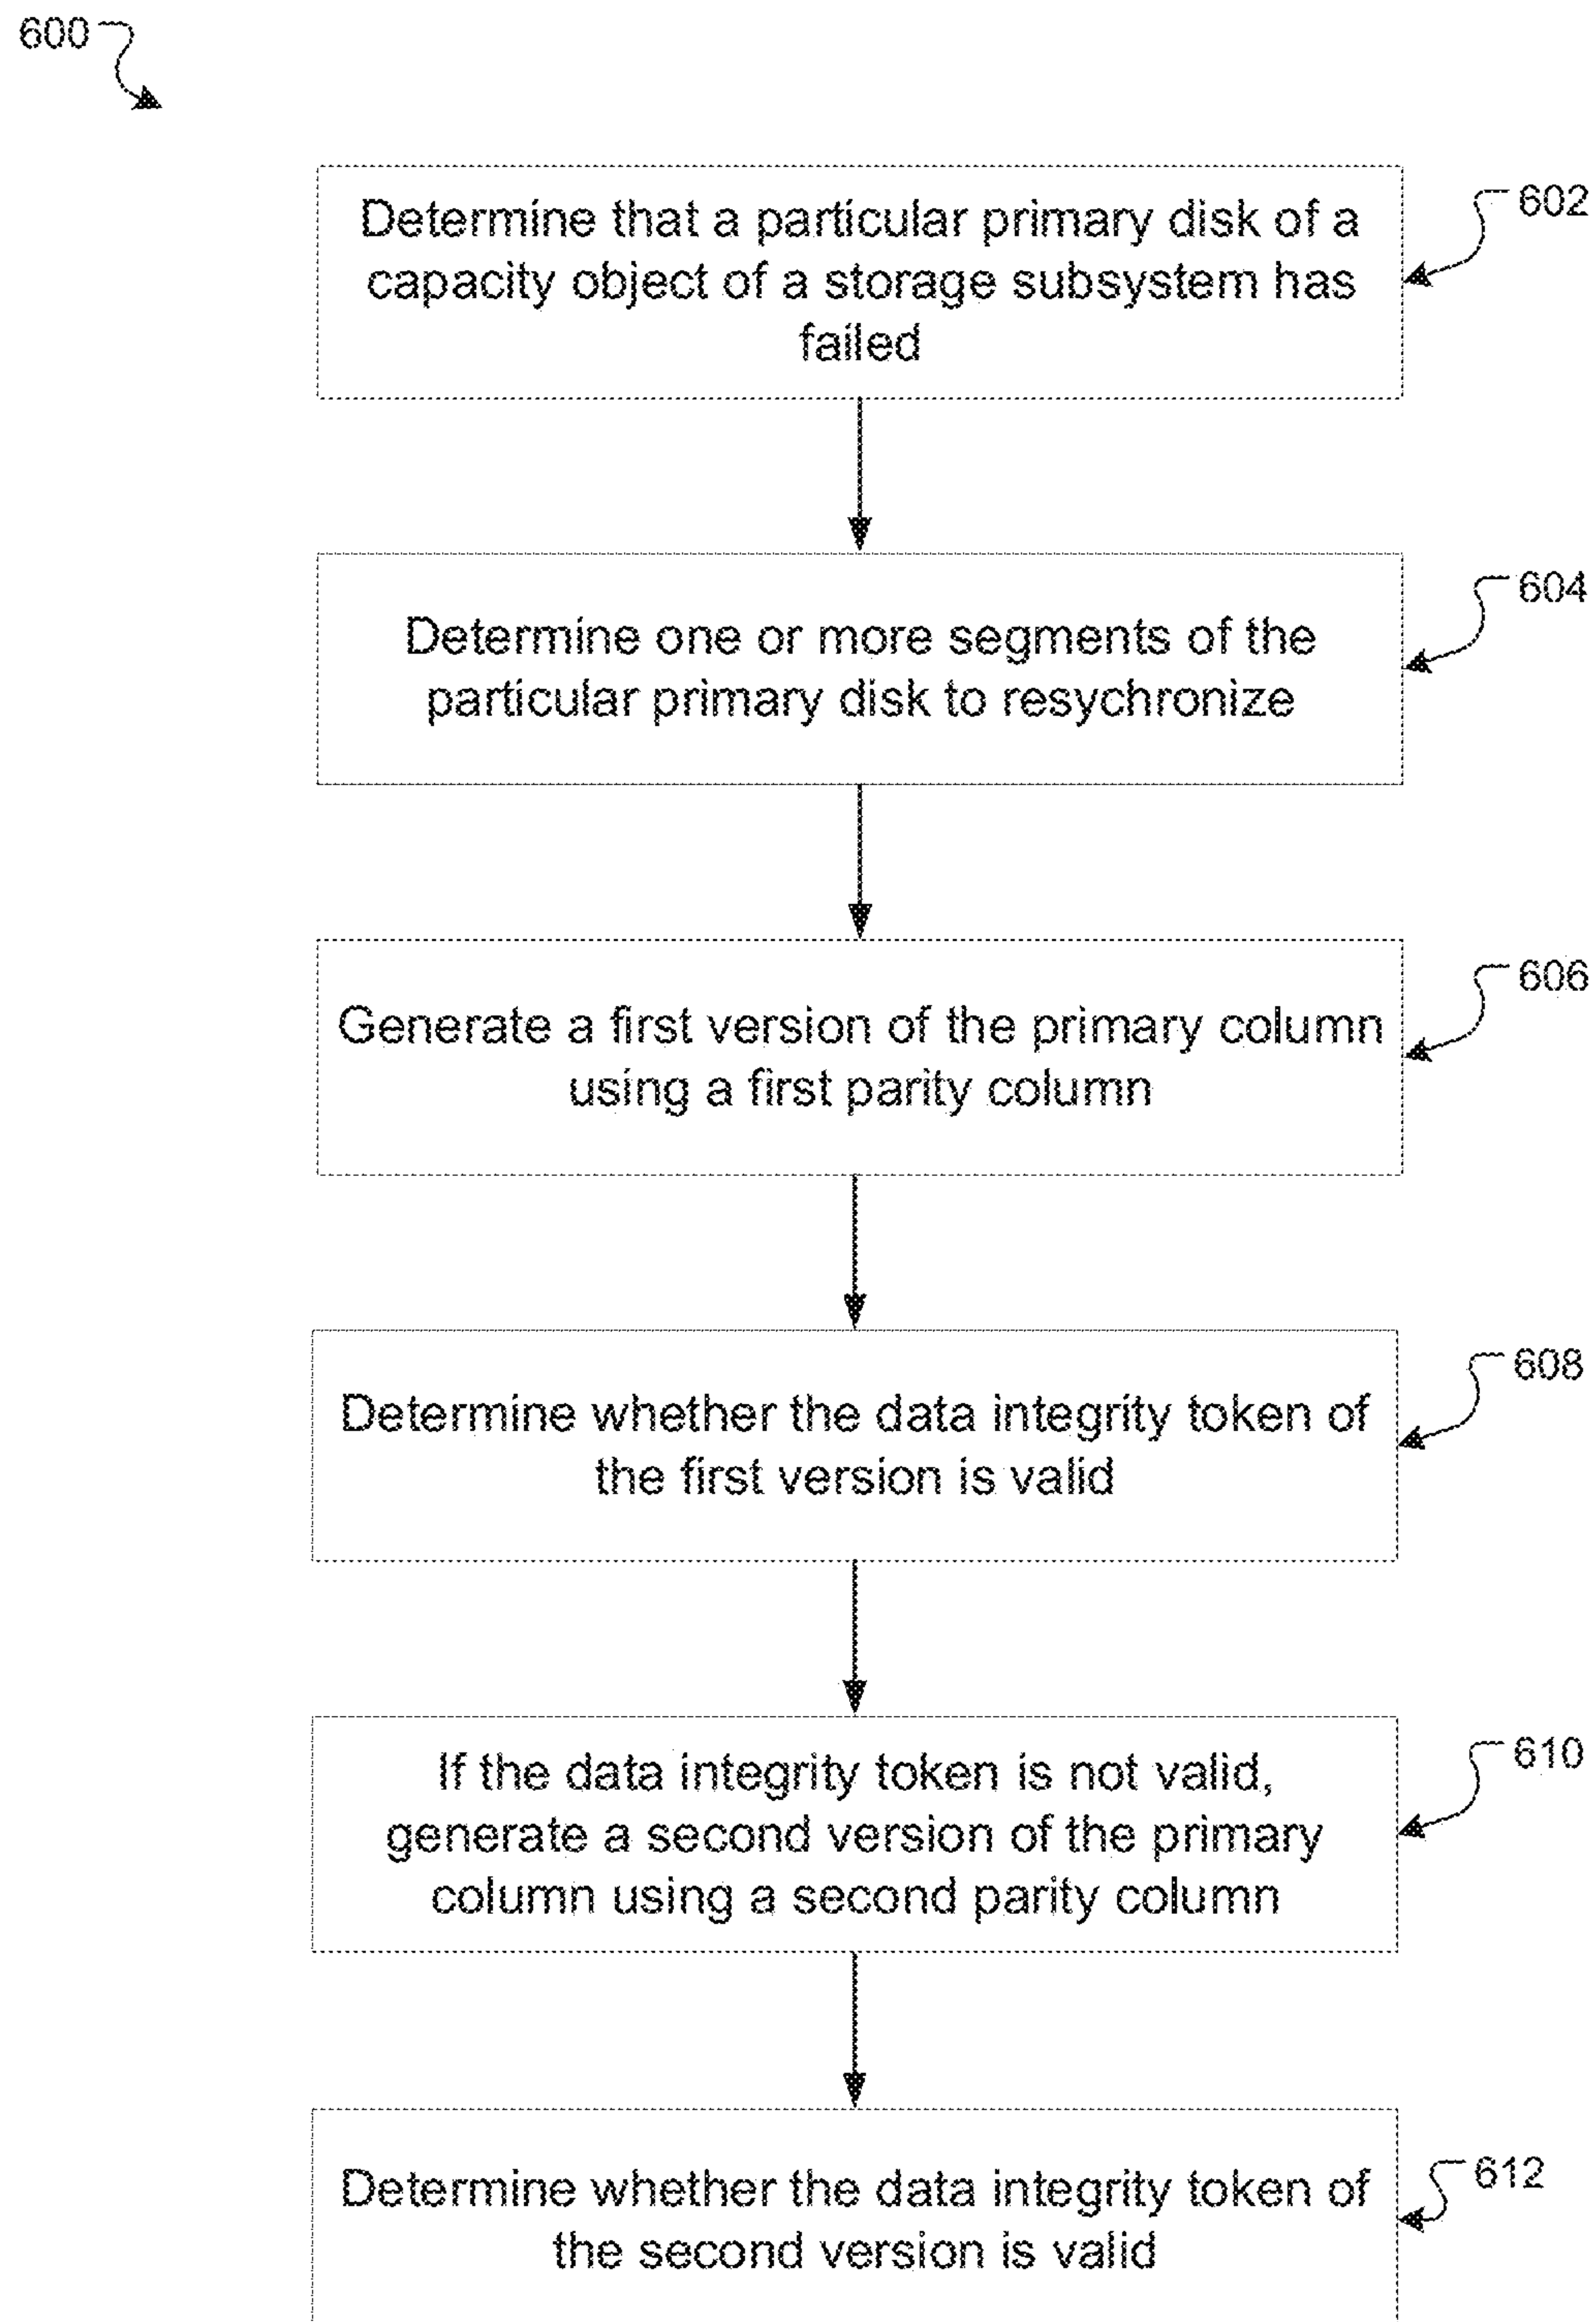 600
Determine that a particular primary disk of a
capacity object of a storage subsystem has
failed
602
Determine one or more segments of the
particular primary disk to resychronize
604
Generate a first version of the primary column
using a first parity column
606
Determine whether the data integrity token of
the first version is valid
608
If the data integrity token is not valid,
generate a second version of the primary
column using a second parity column
610
Determine whether the data integrity token of
the second version is valid
612